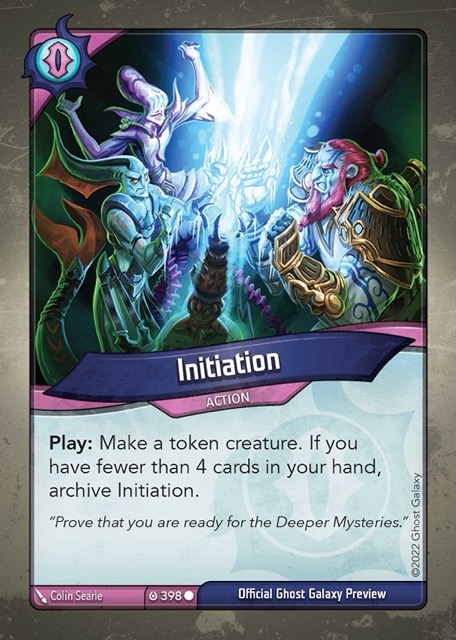 Initiation
ACTION
Play: Make a token creature. If you
have fewer than 4 cards in your hand,
archive Initiation.
“Prove that you are ready for the Deeper Mysteries.”
©2022 Ghost Galaxy
Colin Searle
398
Official Ghost Galaxy Preview